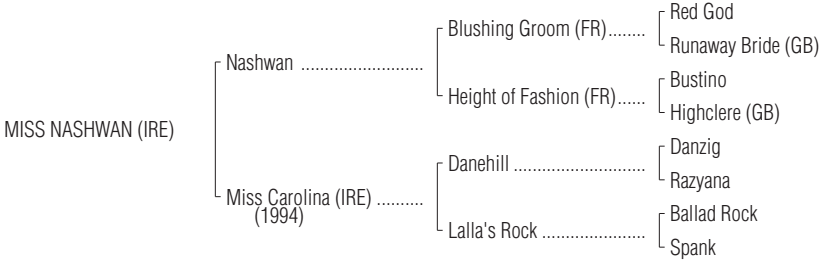 Red God
Blushing Groom (FR)........
Runaway Bride (GB)
Nashwan ..........................
Bustino
Height of Fashion (FR)......
Highclere (GB)
MISS NASHWAN (IRE)
Danzig
Danehill ............................
Razyana
Miss Carolina (IRE) ..........
(1994)
Ballad Rock
Lalla's Rock ......................
Spank